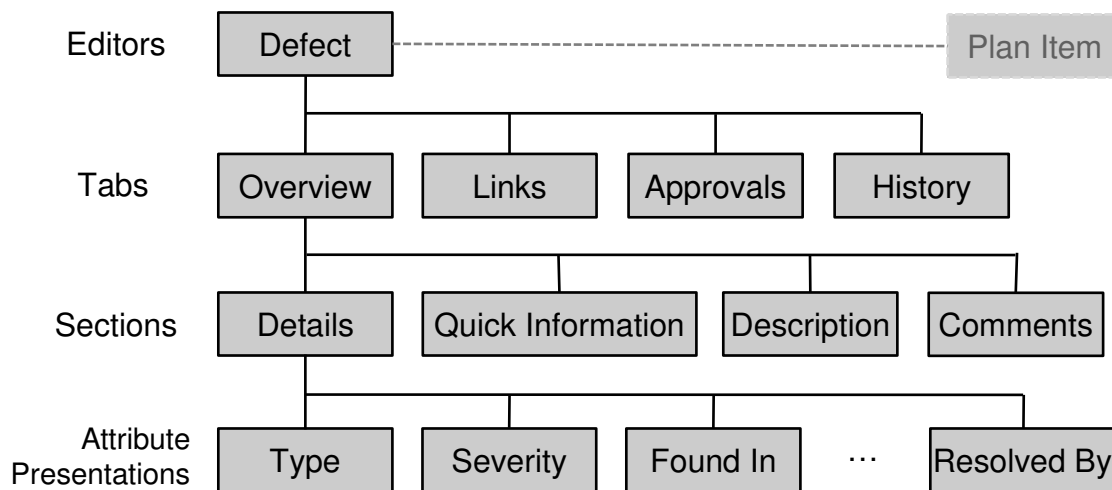 Editors Defect Plan Item
Tabs Overview Links Approvals History
Sections Details Quick Information Description Comments
Attribute
Presentations Type Severity Found In ... Resolved By